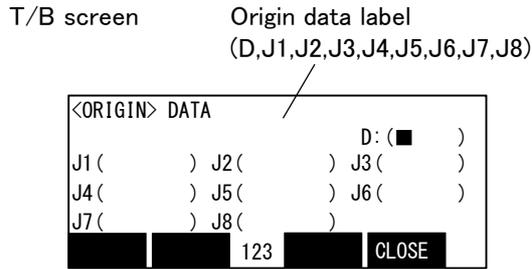 T/B screen Origin data label
(D,J1,J2,J3,J4,J5,J6,J7,J8)
<ORIGIN> DATA
D:(■ )
J1( ) J2( ) J3( )
J4( ) J5( ) J6( )
J7( ) J8( )
123 CLOSE